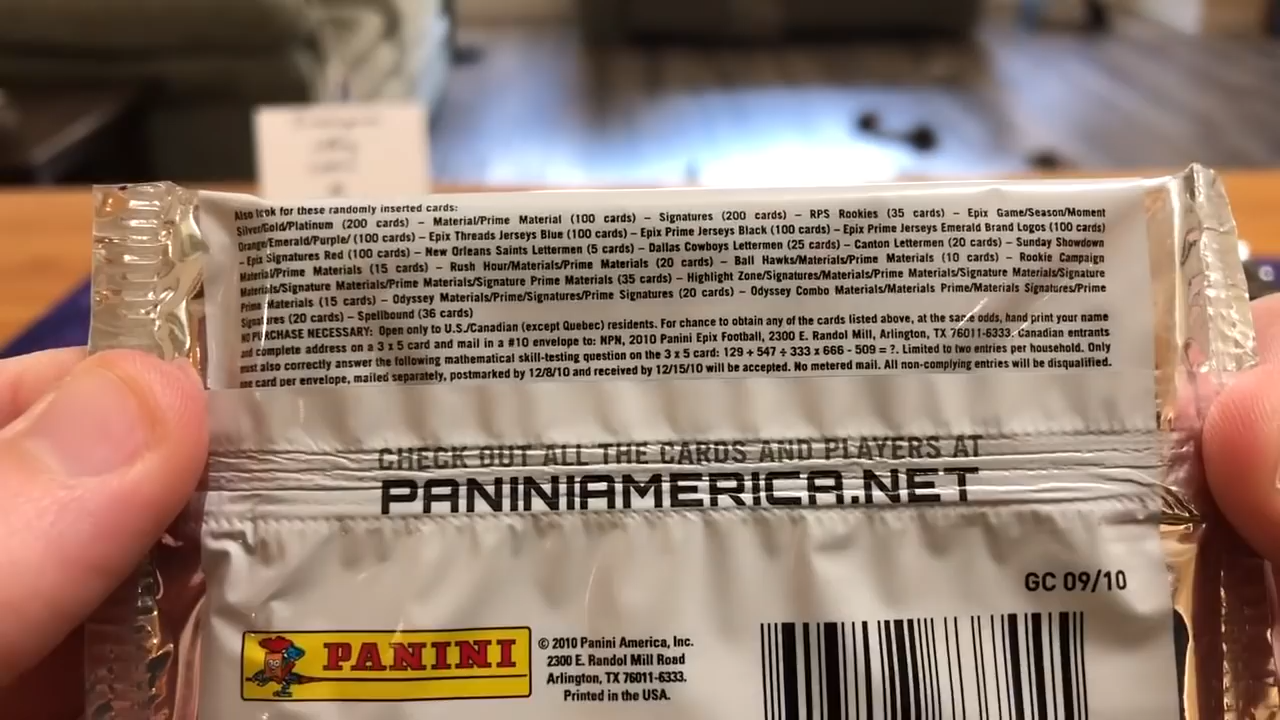 Also look for these randomly inserted cards:
Silver/Gold/Platinum (200 cards) – Material/Prime Material (100 cards) – Signatures (200 cards) – RPS Rookies (35 cards) – Epix Game/Season/Moment
Orange/Emerald/Purple/ (100 cards) – Epix Threads Jerseys Blue (100 cards) – Epix Prime Jerseys Black (100 cards) – Epix Prime Jerseys Emerald Brand Logos (100 cards)
– Epix Signatures Red (100 cards) – New Orleans Saints Lettermen (5 cards) – Dallas Cowboys Lettermen (25 cards) – Canton Lettermen (20 cards) – Sunday Showdown
Material/Prime Materials (15 cards) – Rush Hour/Materials/Prime Materials (20 cards) – Ball Hawks/Materials/Prime Materials (10 cards) – Rookie Campaign
Materials/Signature Materials/Prime Materials/Signature Prime Materials (35 cards) – Highlight Zone/Signatures/Materials/Prime Materials/Signature Materials/Signature
Prime Materials (15 cards) – Odyssey Materials/Prime/Signatures/Prime Signatures (20 cards) – Odyssey Combo Materials/Materials Prime/Materials Signatures/Prime
Signatures (20 cards) – Spellbound (36 cards)
NO PURCHASE NECESSARY: Open only to U.S./Canadian (except Quebec) residents. For chance to obtain any of the cards listed above, at the same odds, hand print your name
and complete address on a 3 x 5 card and mail in a #10 envelope to: NPN, 2010 Panini Epix Football, 2300 E. Randol Mill, Arlington, TX 76011-6333. Canadian entrants
must also correctly answer the following mathematical skill-testing question on the 3 x 5 card: 129 + 547 ÷ 333 x 666 - 509 = ?. Limited to two entries per household. Only
one card per envelope, mailed separately, postmarked by 12/8/10 and received by 12/15/10 will be accepted. No metered mail. All non-complying entries will be disqualified.
CHECK OUT ALL THE CARDS AND PLAYERS AT
PANINIAMERICA.NET
GC 09/10
PANINI
© 2010 Panini America, Inc.
2300 E. Randol Mill Road
Arlington, TX 76011-6333.
Printed in the USA.